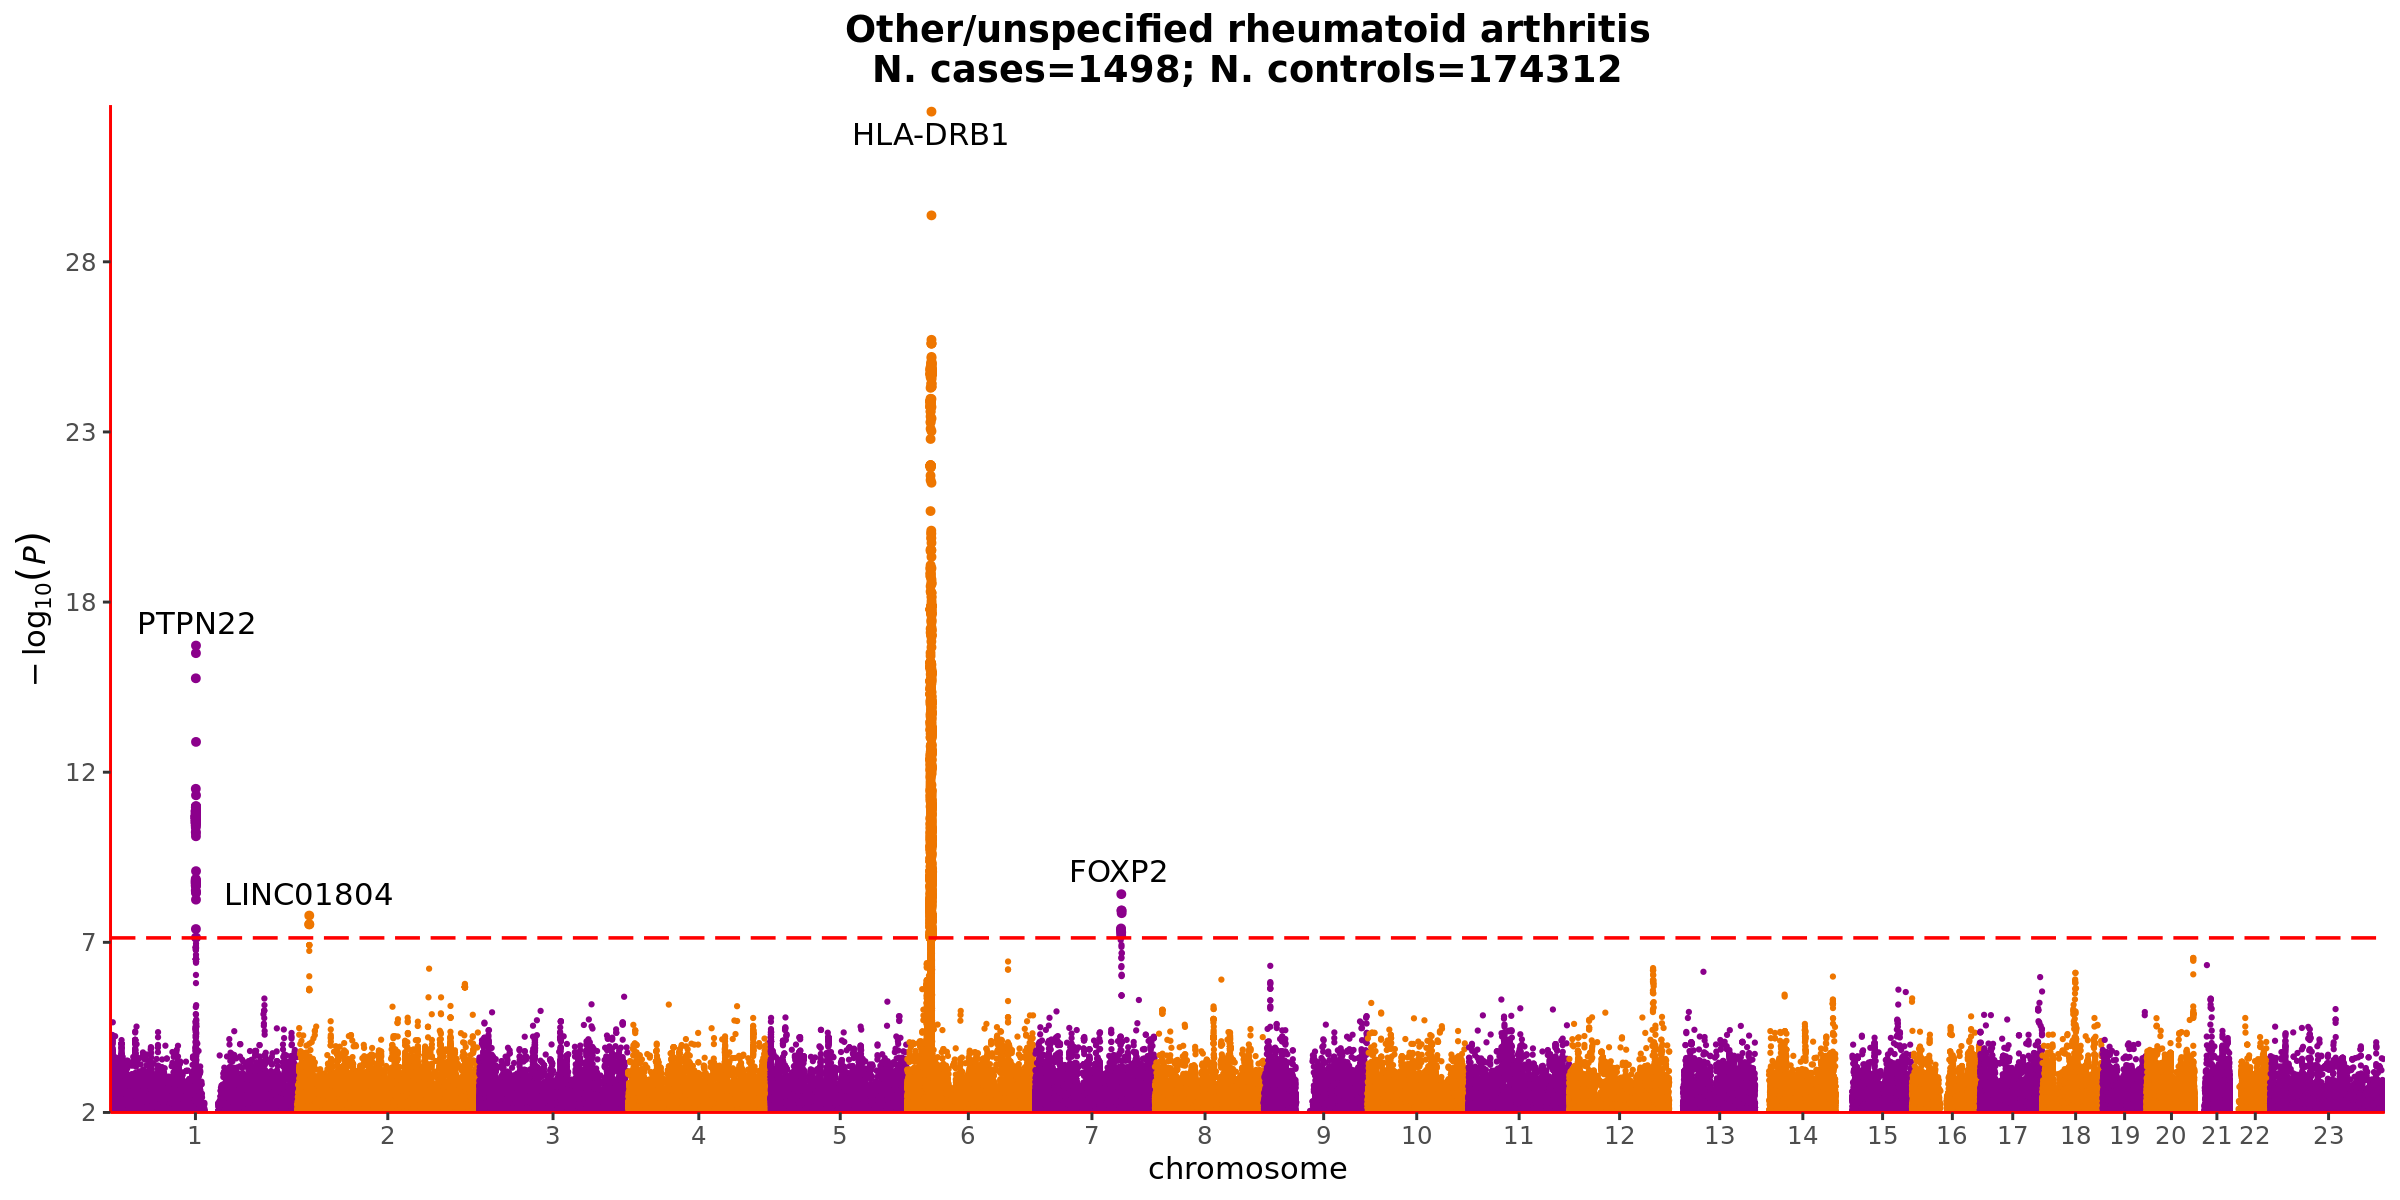 Other/unspecified rheumatoid arthritis
N. cases=1498; N. controls=174312
HLA-DRB1
28
23
PTPN22
18
− log10(P)
12
FOXP2
LINC01804
7
2
1 2 3 4 5 6 7 8 9 10 11 12 13 14 15 16 17 18 19 20 21 22 23
chromosome